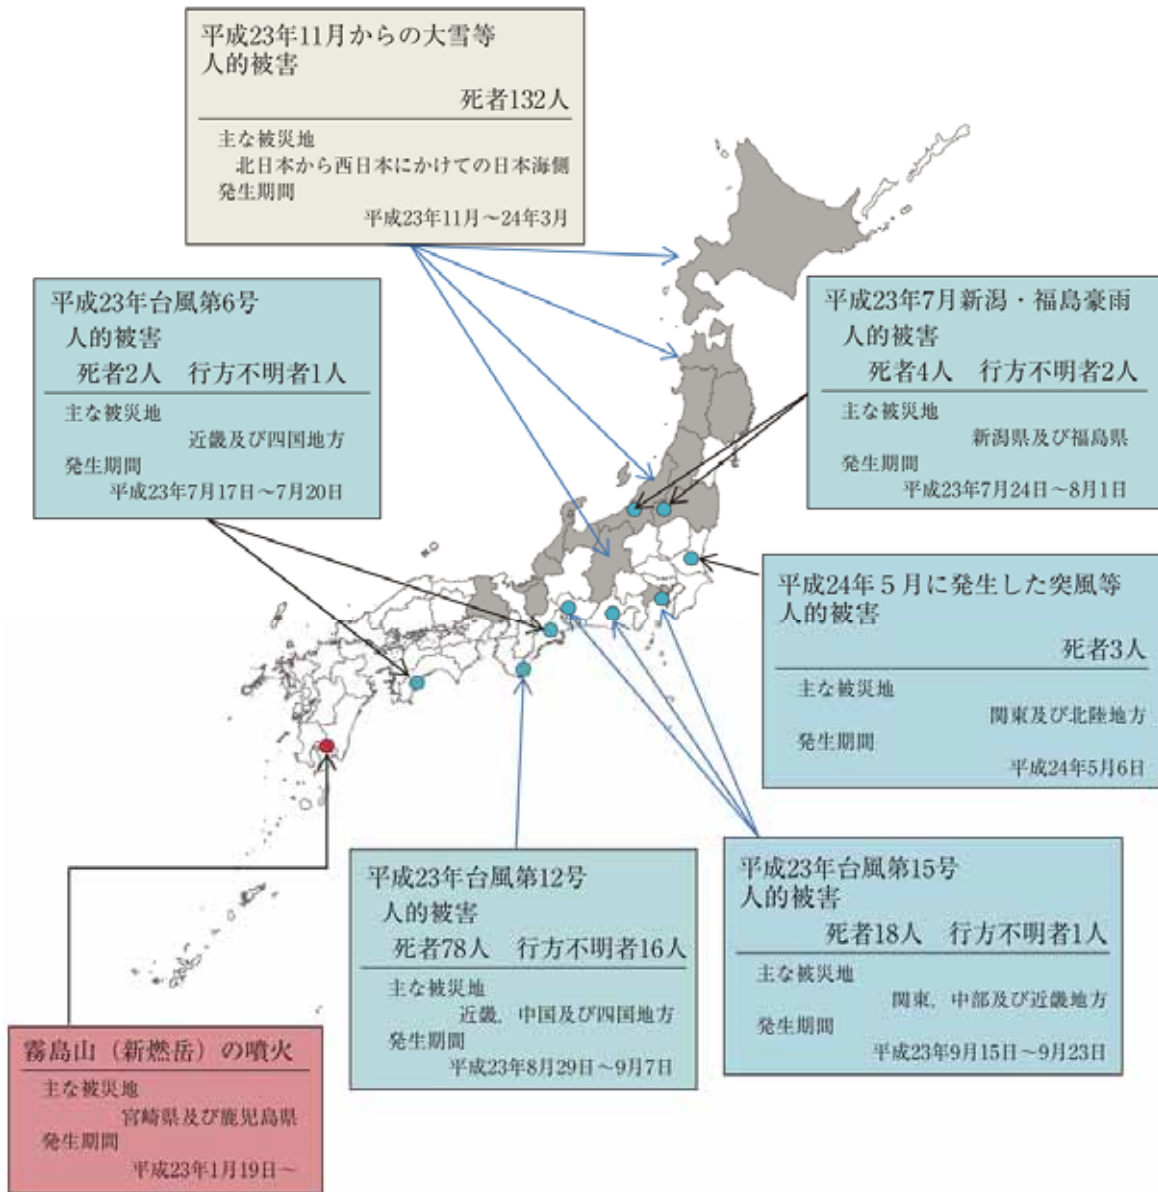 平成23年11月からの大雪等
人的被害
死者132人
主な被災地
北日本から西日本にかけての日本海側
発生期間
平成23年11月～24年3月
平成23年台風第6号
人的被害
死者2人　行方不明者1人
主な被災地
近畿及び四国地方
発生期間
平成23年7月17日～7月20日
平成23年7月新潟・福島豪雨
人的被害
死者4人　行方不明者2人
主な被災地
新潟県及び福島県
発生期間
平成23年7月24日～8月1日
平成24年５月に発生した突風等
人的被害
死者3人
主な被災地
関東及び北陸地方
発生期間
平成24年5月6日
平成23年台風第12号
人的被害
死者78人　行方不明者16人
主な被災地
近畿，中国及び四国地方
発生期間
平成23年8月29日～9月7日
平成23年台風第15号
人的被害
死者18人　行方不明者1人
主な被災地
関東，中部及び近畿地方
発生期間
平成23年9月15日～9月23日
霧島山（新燃岳）の噴火
主な被災地
宮崎県及び鹿児島県
発生期間
平成23年1月19日～